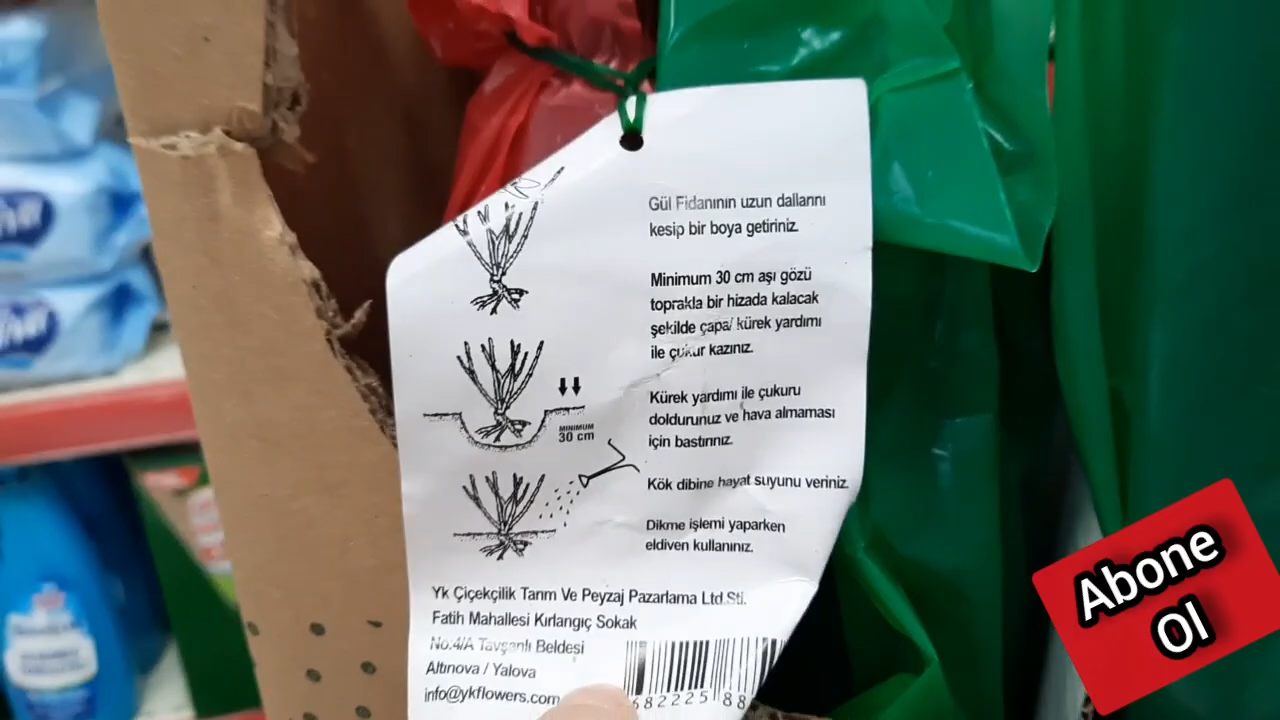 Gül Fidanının uzun dallarını
kesip bir boya getiriniz.
Minimum 30 cm aşı gözü
toprakla bir hizada kalacak
şekilde çapa/ kürek yardımı
ile çukur kazınız.
Kürek yardımı ile çukuru
doldurunuz ve hava almaması
için bastırınız.
MINIMUM
30 cm
Kök dibine hayat suyunu veriniz.
Dikme işlemi yaparken
eldiven kullanınız.
Yk Çiçekçilik Tarım Ve Peyzaj Pazarlama Ltd.Sti.
Fatih Mahallesi Kırlangıç Sokak
No.4/A Tavşanlı Beldesi
Altınova / Yalova
info@ykflowers.com
682225 88
Abone
Ol